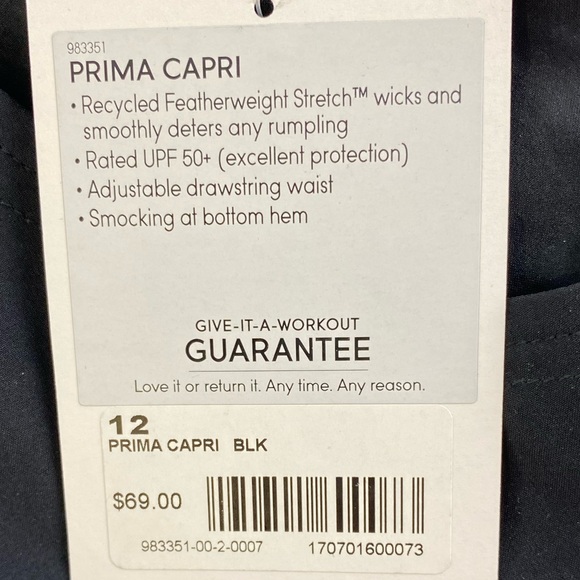 983351
PRIMA CAPRI
• Recycled Featherweight Stretch™ wicks and
smoothly deters any rumpling
• Rated UPF 50+ (excellent protection)
• Adjustable drawstring waist
• Smocking at bottom hem
GIVE-IT-A-WORKOUT
GUARANTEE
Love it or return it. Any time. Any reason.
12
PRIMA CAPRI BLK
$69.00
983351-00-2-0007 170701600073